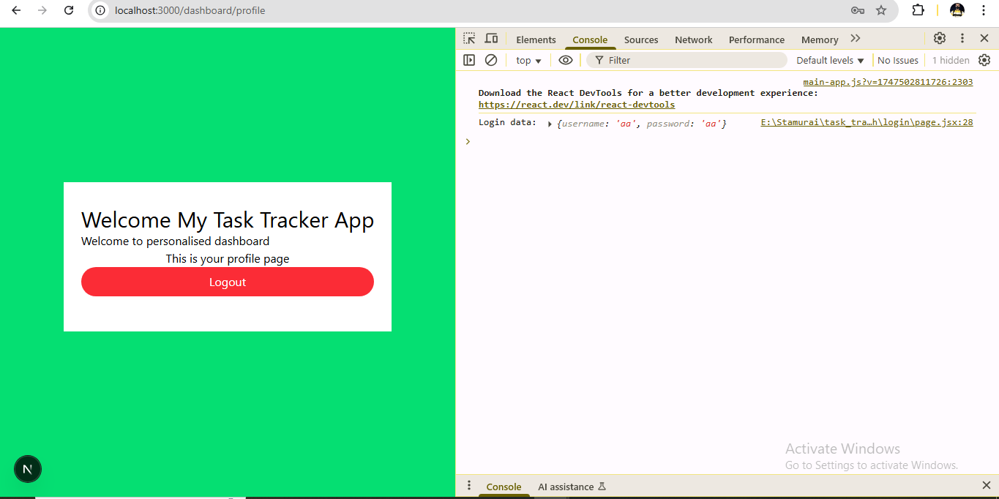 localhost:3000/dashboard/profile
Elements Console Sources Network Performance Memory
top Filter Default levels No Issues 1 hidden
main-app.js?v=1747502811726:2303
Download the React DevTools for a better development experience:
https://react.dev/link/react-devtools
Login data: {username: 'aa', password: 'aa'} E:\Stamurai\task_tra…h\login\page.jsx:28
Welcome My Task Tracker App
Welcome to personalised dashboard
This is your profile page
Logout
N
Activate Windows
Go to Settings to activate Windows.
Console AI assistance